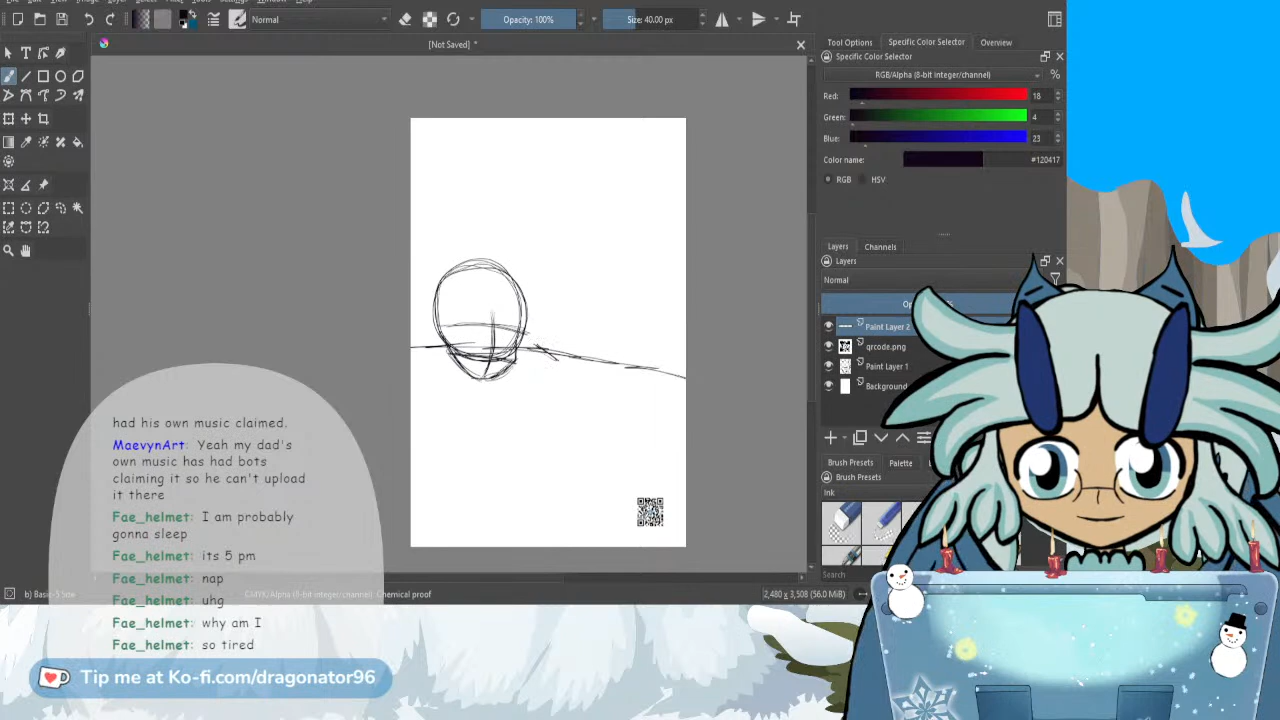 Normal
Opacity: 100%
Size: 40.00 px
[Not Saved] *
Tool Options
Specific Color Selector
Overview
Specific Color Selector
RGB/Alpha (8-bit integer/channel)
%
Red:
18
Green:
4
Blue:
23
Color name:
#120417
RGB
HSV
Layers
Channels
Layers
Normal
Paint Layer 2
qrcode.png
Paint Layer 1
Background
Brush Presets
Palette
Brush Presets
Ink
Search
had his own music claimed.
MaevynArt: Yeah my dad's
own music has had bots
claiming it so he can't upload
it there
Fae_helmet: I am probably
gonna sleep
Fae_helmet: its 5 pm
Fae_helmet: nap
Fae_helmet: uhg
Fae_helmet: why am I
Fae_helmet: so tired
Chemical proof
2,480 x 3,508 (56.0 MiB)
Tip me at Ko-fi.com/dragonator96